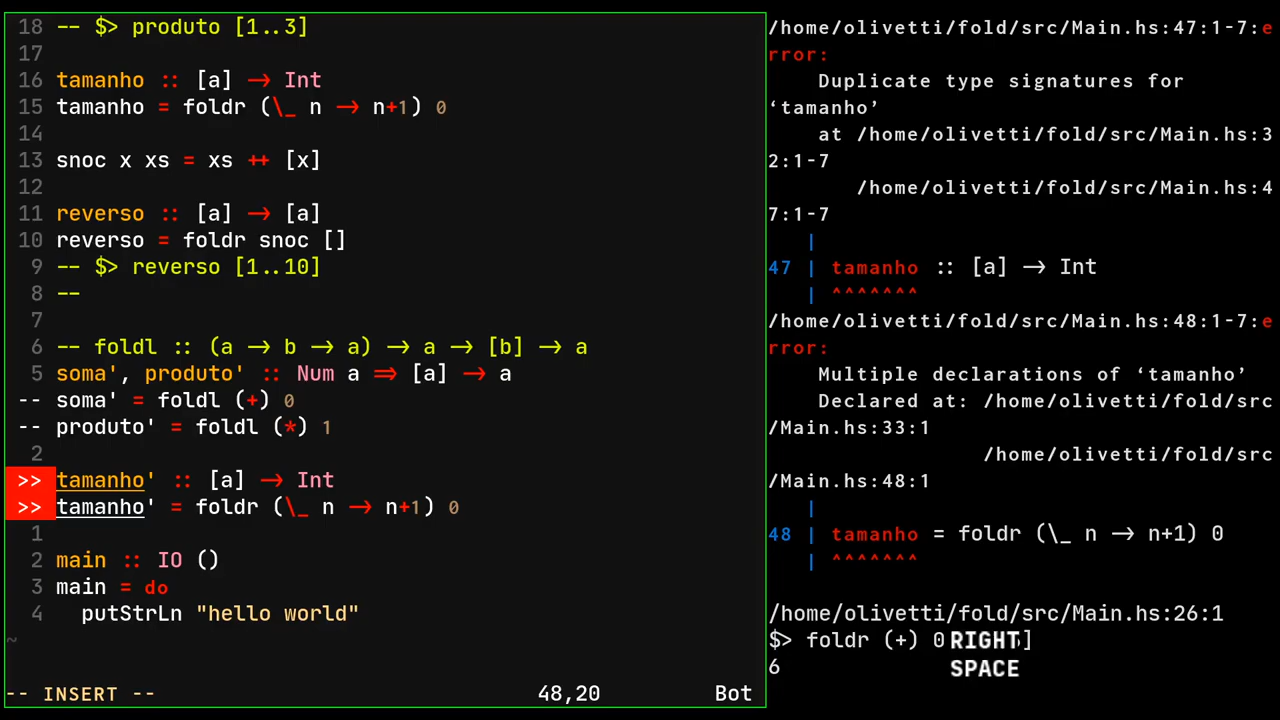 18 -- $> produto [1..3]
17
16 tamanho :: [a] → Int
15 tamanho = foldr (\_ n → n+1) 0
14
13 snoc x xs = xs ++ [x]
12
11 reverso :: [a] → [a]
10 reverso = foldr snoc []
9 -- $> reverso [1..10]
8 --
7
6 -- foldl :: (a → b → a) → a → [b] → a
5 soma', produto' :: Num a ⇒ [a] → a
-- soma' = foldl (+) 0
-- produto' = foldl (*) 1
2
>> tamanho' :: [a] → Int
>> tamanho' = foldr (\_ n → n+1) 0
1
2 main :: IO ()
3 main = do
4 putStrLn "hello world"
~
-- INSERT -- 48,20 Bot
/home/olivetti/fold/src/Main.hs:47:1-7:e
rror:
Duplicate type signatures for
‘tamanho’
at /home/olivetti/fold/src/Main.hs:3
2:1-7
/home/olivetti/fold/src/Main.hs:4
7:1-7
|
47 | tamanho :: [a] → Int
| ^^^^^^^
/home/olivetti/fold/src/Main.hs:48:1-7:e
rror:
Multiple declarations of ‘tamanho’
Declared at: /home/olivetti/fold/src
/Main.hs:33:1
/home/olivetti/fold/src
/Main.hs:48:1
|
48 | tamanho = foldr (\_ n → n+1) 0
| ^^^^^^^
/home/olivetti/fold/src/Main.hs:26:1
$> foldr (+) 0 ]
6
RIGHT
SPACE